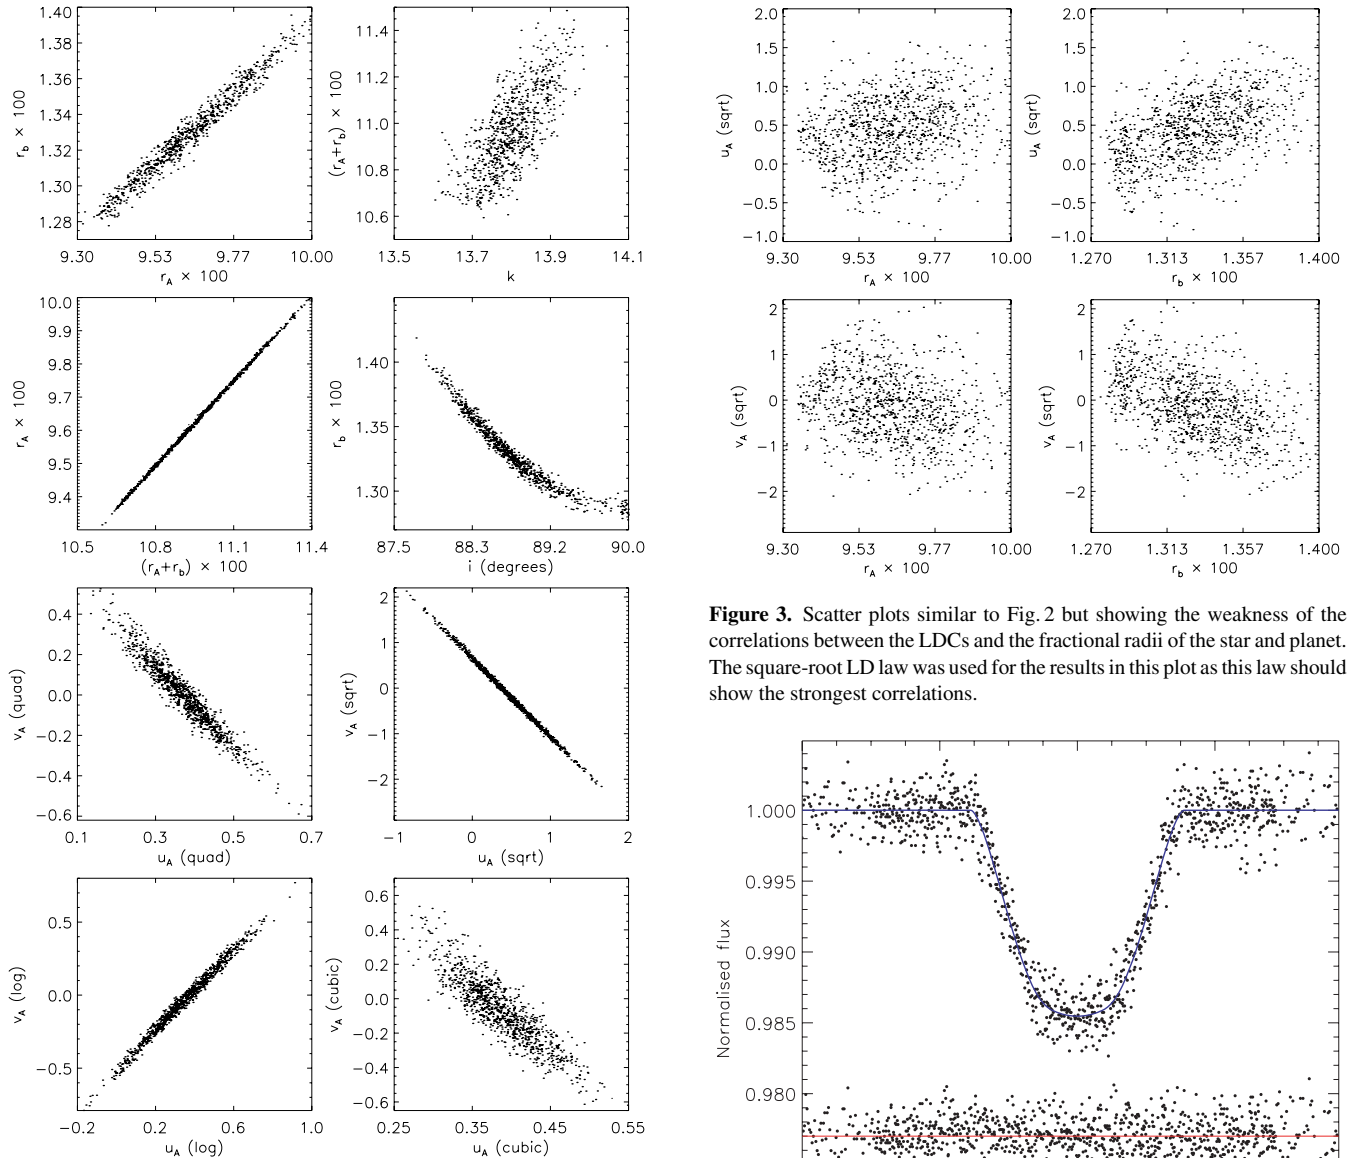 1.40
1.38
1.36
1.34
1.32
1.30
1.28
r_b × 100
9.30 9.53 9.77 10.00
r_A × 100
11.4
11.2
11.0
10.8
10.6
(r_A+r_b) × 100
13.5 13.7 13.9 14.1
k
10.0
9.9
9.8
9.7
9.6
9.5
9.4
r_A × 100
10.5 10.8 11.1 11.4
(r_A+r_b) × 100
1.40
1.35
1.30
r_b × 100
87.5 88.3 89.2 90.0
i (degrees)
0.4
0.2
0.0
−0.2
−0.4
−0.6
v_A (quad)
0.1 0.3 0.5 0.7
u_A (quad)
2
1
0
−1
−2
v_A (sqrt)
−1 0 1 2
u_A (sqrt)
0.5
0.0
−0.5
v_A (log)
−0.2 0.2 0.6 1.0
u_A (log)
0.6
0.4
0.2
0.0
−0.2
−0.4
−0.6
v_A (cubic)
0.25 0.35 0.45 0.55
u_A (cubic)
2.0
1.5
1.0
0.5
0.0
−0.5
−1.0
u_A (sqrt)
9.30 9.53 9.77 10.00
r_A × 100
2.0
1.5
1.0
0.5
0.0
−0.5
−1.0
u_A (sqrt)
1.270 1.313 1.357 1.400
r_b × 100
2
1
0
−1
−2
v_A (sqrt)
9.30 9.53 9.77 10.00
r_A × 100
2
1
0
−1
−2
v_A (sqrt)
1.270 1.313 1.357 1.400
r_b × 100
Figure 3. Scatter plots similar to Fig. 2 but showing the weakness of the
correlations between the LDCs and the fractional radii of the star and planet.
The square-root LD law was used for the results in this plot as this law should
show the strongest correlations.
1.000
0.995
0.990
0.985
0.980
Normalised flux